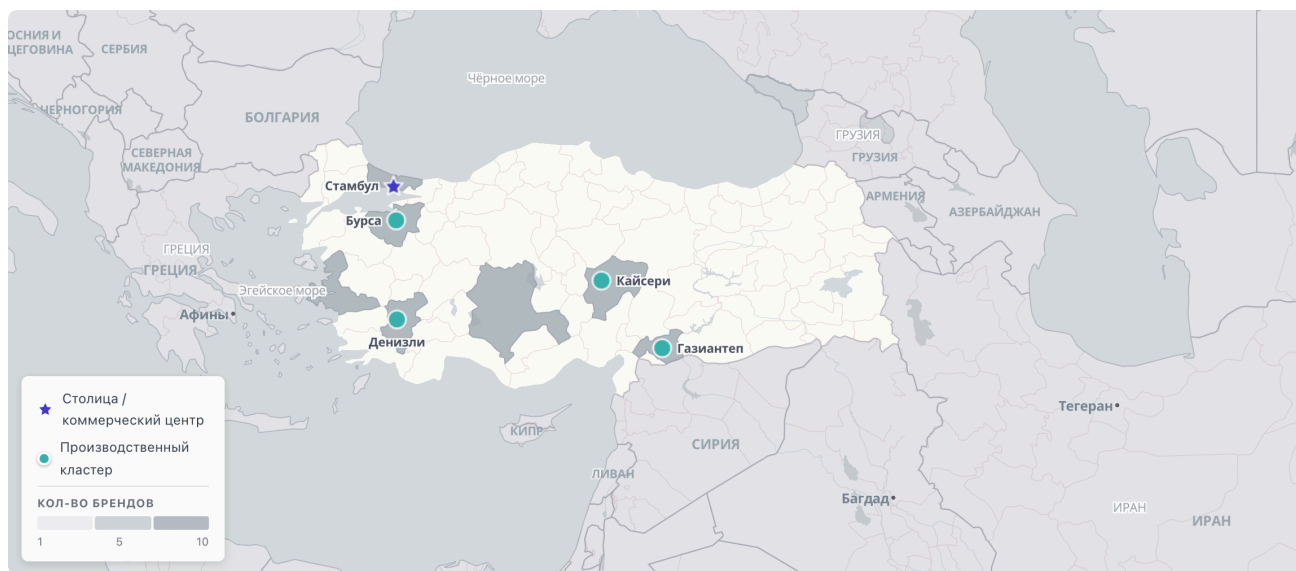 ОСНИЯ И
ЦЕГОВИНА
СЕРБИЯ
Чёрное море
ЧЕРНОГОРИЯ
БОЛГАРИЯ
ГРУЗИЯ
СЕВЕРНАЯ
МАКЕДОНИЯ
ГРУЗИЯ
Стамбул
АРМЕНИЯ
АЗЕРБАЙДЖАН
Бурса
ГРЕЦИЯ
ГРЕЦИЯ
Эгейское море
Кайсери
Афины
Денизли
Газиантеп
Столица /
коммерческий центр
Производственный
кластер
КОЛ-ВО БРЕНДОВ
1 5 10
Тегеран
КИПР
СИРИЯ
ЛИВАН
Багдад
ИРАН
ИРАН